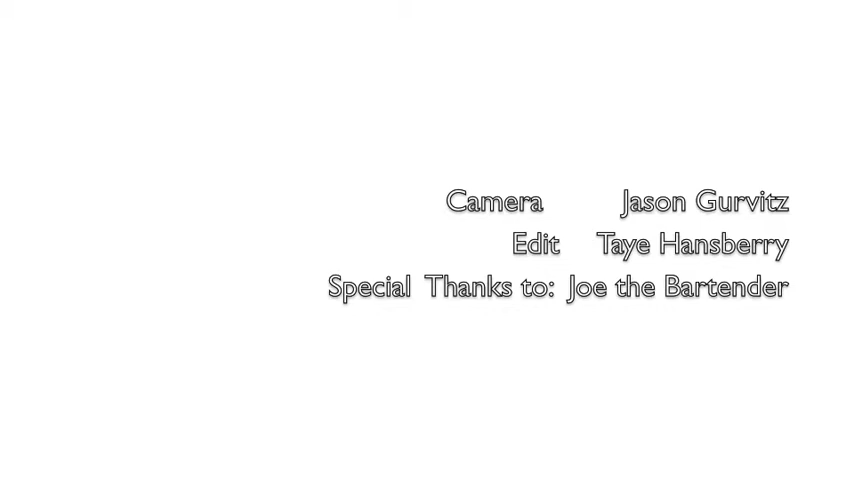 Camera Jason Gurvitz
Edit Taye Hansberry
Special Thanks to: Joe the Bartender